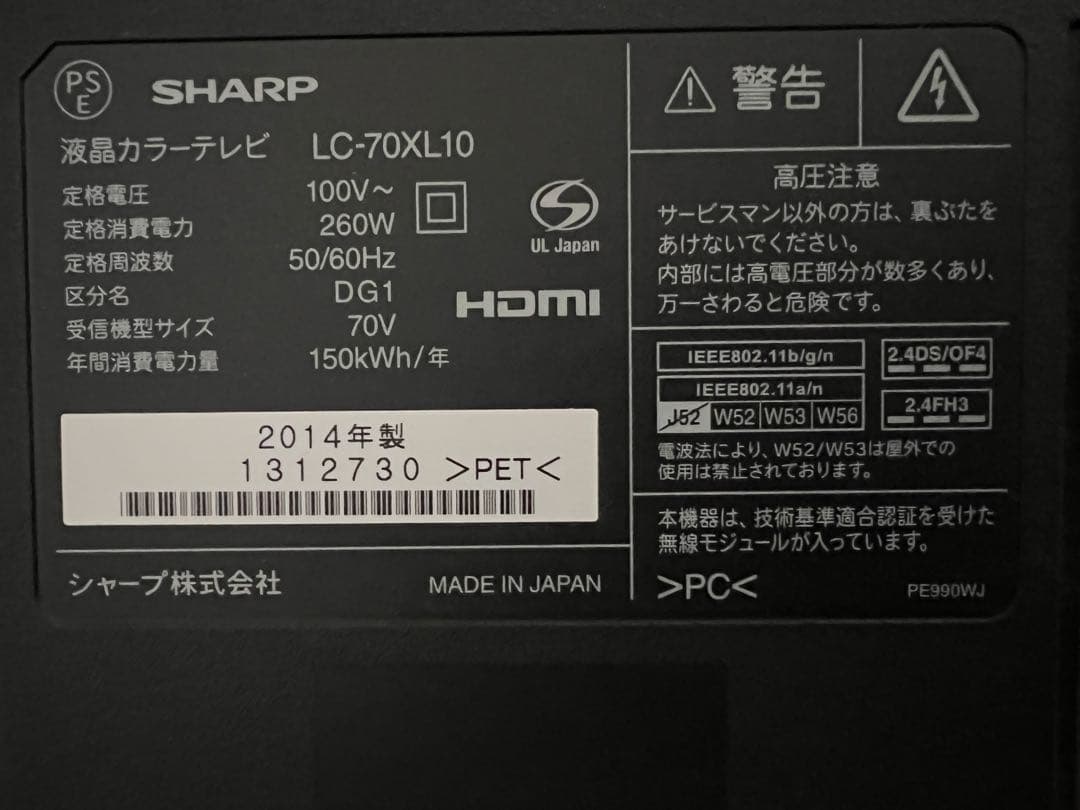 PS
E
SHARP
液晶カラーテレビ LC-70XL10
定格電圧 100V~
定格消費電力 260W
定格周波数 50/60Hz
区分名 DG1
受信機型サイズ 70V
年間消費電力量 150kWh/年
S
UL Japan
HDMI
2014年製
1312730 >PET<
シャープ株式会社 MADE IN JAPAN
警告
高圧注意
サービスマン以外の方は、裏ぶたを
あけないでください。
内部には高電圧部分が数多くあり、
万一さわると危険です。
IEEE802.11b/g/n
2.4DS/OF4
IEEE802.11a/n
J52 W52 W53 W56
2.4FH3
電波法により、W52/W53は屋外での
使用は禁止されております。
本機器は、技術基準適合認証を受けた
無線モジュールが入っています。
>PC<
PE990WJ